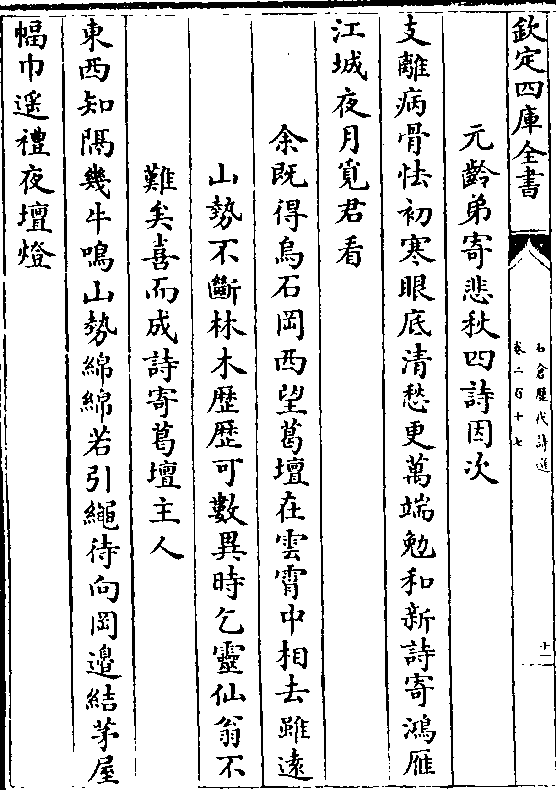 欽定四庫全書
石倉歷代詩選
卷二百十七
十二
元齡弟寄悲秋四詩因次
支離病骨怯初寒眼底清愁更萬端勉和新詩寄鴻雁
江城夜月覓君看
余既得烏石岡西望葛壇在雲霄中相去雖遠
山勢不斷林木歷歷可數異時乞靈仙翁不
難矣喜而成詩寄葛壇主人
東西知隔幾牛鳴山勢綿綿若引繩待向岡邉結茅屋
幅巾遥禮夜壇燈